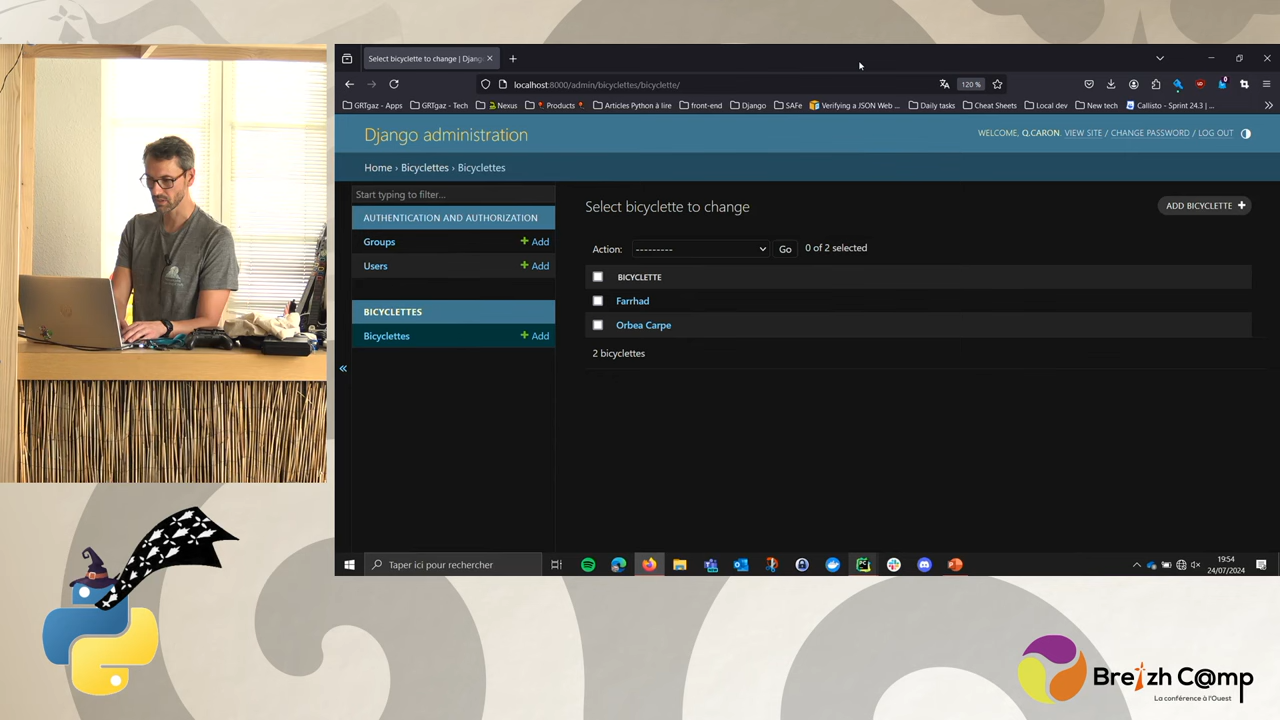 Select bicyclette to change | Djang
localhost:8000/admin/bicyclettes/bicyclette/
120 %
GRTgaz - Apps
GRTgaz - Tech
Nexus
Products
Articles Python à lire
front-end
Django
SAFe
Verifying a JSON Web ...
Daily tasks
Cheat Sheets
Local dev
New tech
Callisto - Sprint 24.3 | ...
Django administration
WELCOME, Q.CARON. VIEW SITE / CHANGE PASSWORD / LOG OUT
Home › Bicyclettes › Bicyclettes
Start typing to filter...
AUTHENTICATION AND AUTHORIZATION
Groups
+ Add
Users
+ Add
BICYCLETTES
Bicyclettes
+ Add
«
Select bicyclette to change
ADD BICYCLETTE +
Action:
---------
Go
0 of 2 selected
BICYCLETTE
Farrhad
Orbea Carpe
2 bicyclettes
Taper ici pour rechercher
19:54
24/07/2024
Breizh C@mp
La conférence à l'Ouest